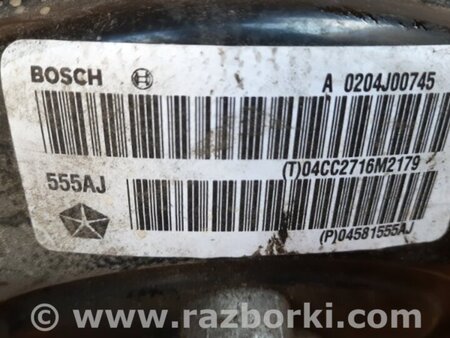 BOSCH A 0204J00745
(T)04CC2716M2179
555AJ
(P)04581555AJ
© www.razborki.com